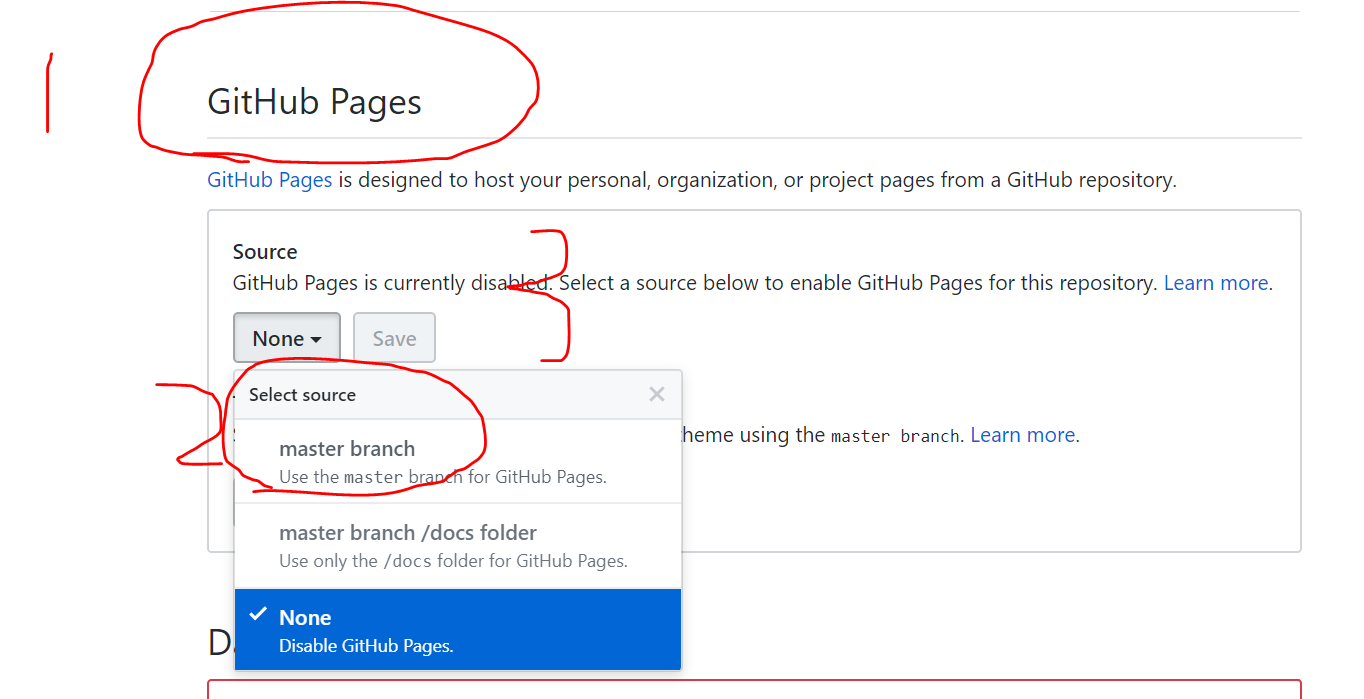 1
GitHub Pages
GitHub Pages is designed to host your personal, organization, or project pages from a GitHub repository.
Source
3
GitHub Pages is currently disabled. Select a source below to enable GitHub Pages for this repository. Learn more.
None
Save
2
Select source
master branch
heme using the master branch. Learn more.
Use the master branch for GitHub Pages.
master branch /docs folder
Use only the /docs folder for GitHub Pages.
None
Disable GitHub Pages.